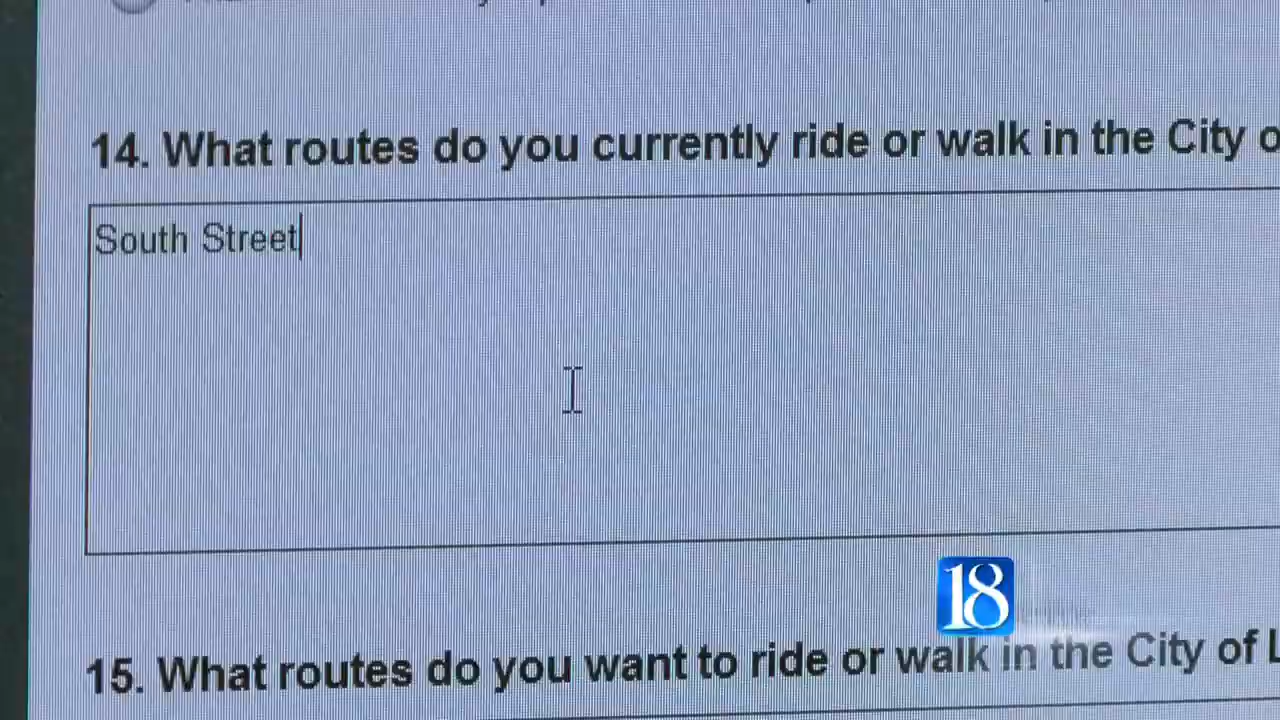 14. What routes do you currently ride or walk in the City o
South Street
18
15. What routes do you want to ride or walk in the City of L